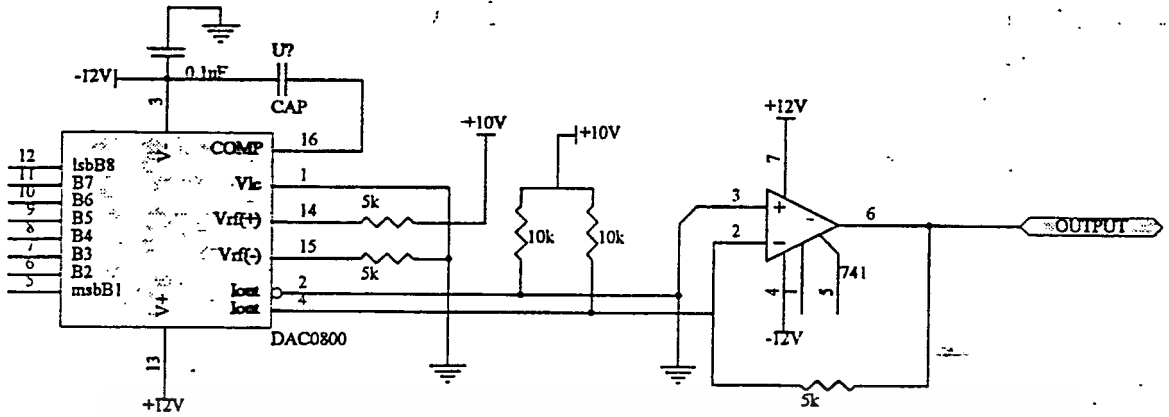 -12V
0.1uF
U?
CAP
3
V-
COMP
16
12
lsbB8
11
B7
10
B6
9
B5
8
B4
7
B3
6
B2
5
msbB1
Vlc
1
Vrf(+)
14
5k
Vrf(-)
15
5k
Iout
2
Iout
4
V+
DAC0800
13
+12V
+10V
+10V
10k
10k
+12V
7
3
+
2
-
-
6
741
4
5
-12V
5k
OUTPUT